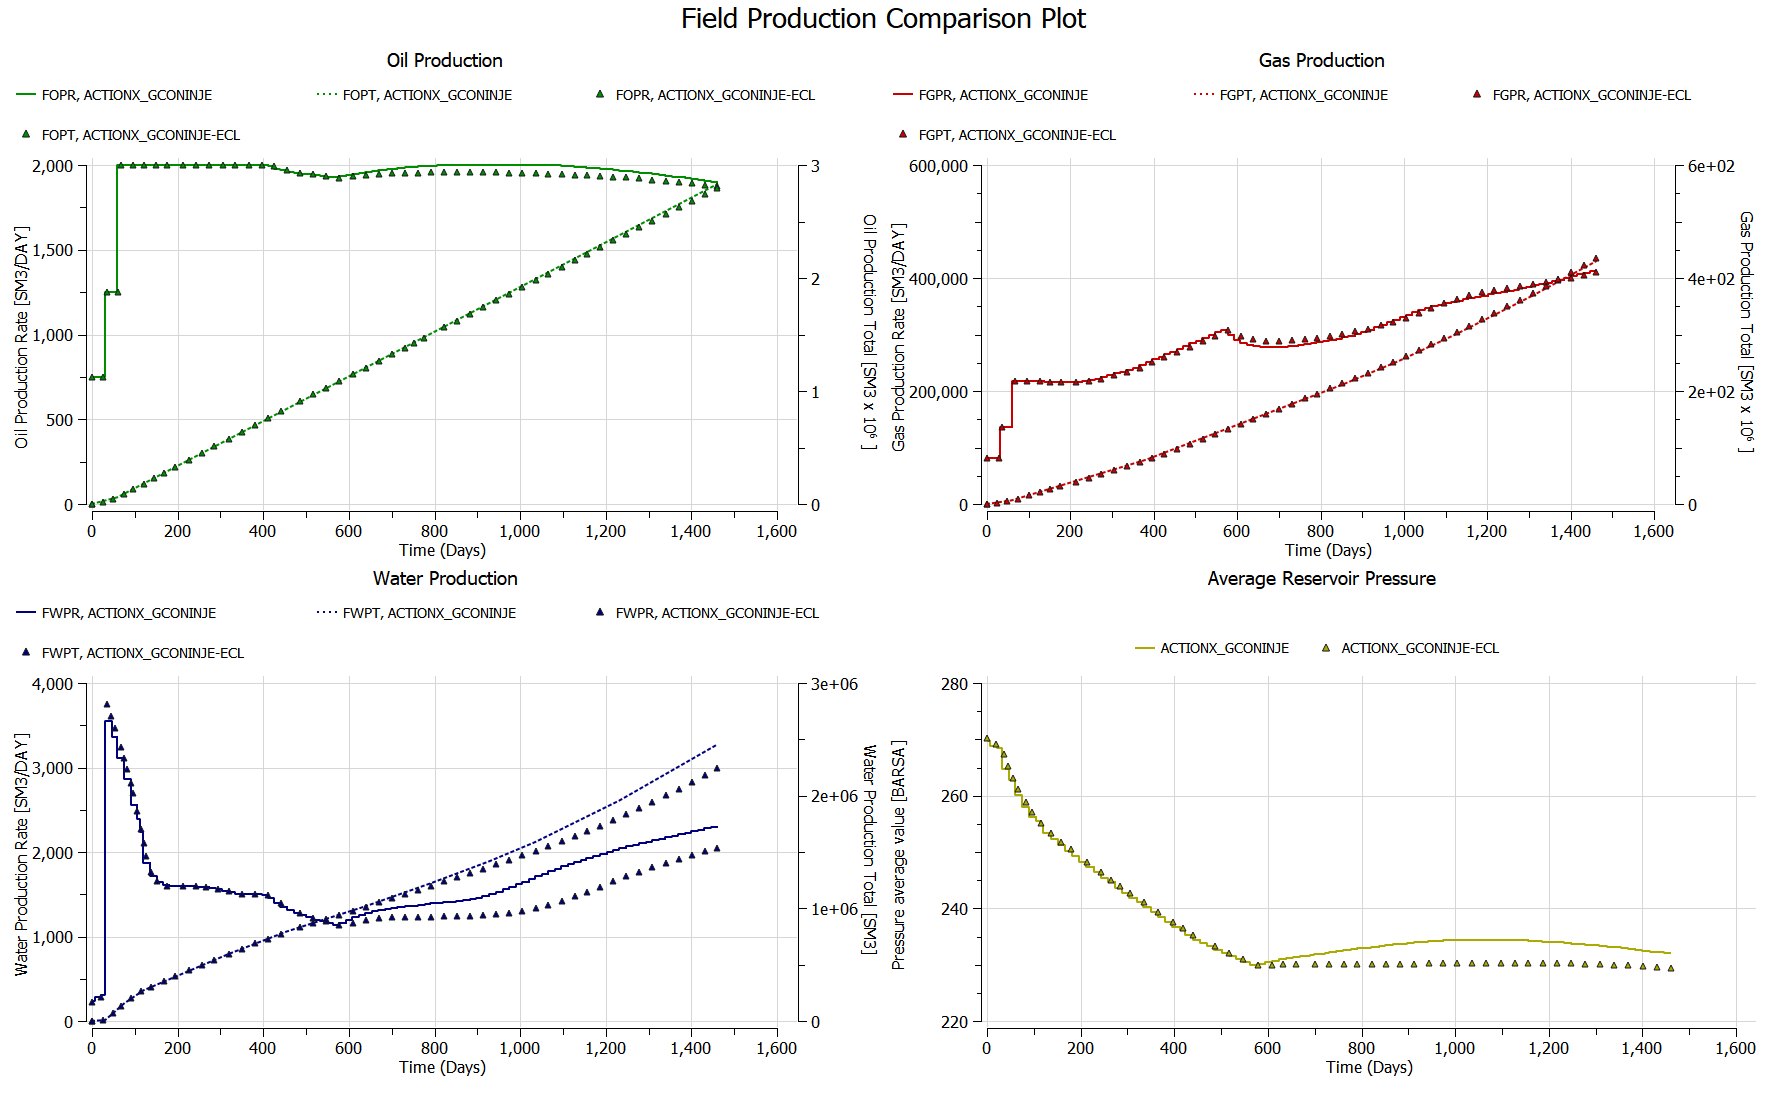 Field Production Comparison Plot
Oil Production
FOPR, ACTIONX_GCONINJE
FOPT, ACTIONX_GCONINJE
FOPR, ACTIONX_GCONINJE-ECL
FOPT, ACTIONX_GCONINJE-ECL
2,000
1,500
1,000
500
0
Oil Production Rate [SM3/DAY]
3
2
1
0
Oil Production Total [SM3 x 10⁶ ]
0 200 400 600 800 1,000 1,200 1,400 1,600
Time (Days)
Gas Production
FGPR, ACTIONX_GCONINJE
FGPT, ACTIONX_GCONINJE
FGPR, ACTIONX_GCONINJE-ECL
FGPT, ACTIONX_GCONINJE-ECL
600,000
400,000
200,000
0
Gas Production Rate [SM3/DAY]
6e+02
4e+02
2e+02
0
Gas Production Total [SM3 x 10⁶ ]
0 200 400 600 800 1,000 1,200 1,400 1,600
Time (Days)
Water Production
FWPR, ACTIONX_GCONINJE
FWPT, ACTIONX_GCONINJE
FWPR, ACTIONX_GCONINJE-ECL
FWPT, ACTIONX_GCONINJE-ECL
4,000
3,000
2,000
1,000
0
Water Production Rate [SM3/DAY]
3e+06
2e+06
1e+06
0
Water Production Total [SM3]
0 200 400 600 800 1,000 1,200 1,400 1,600
Time (Days)
Average Reservoir Pressure
ACTIONX_GCONINJE
ACTIONX_GCONINJE-ECL
280
260
240
220
Pressure average value [BARSA]
0 200 400 600 800 1,000 1,200 1,400 1,600
Time (Days)